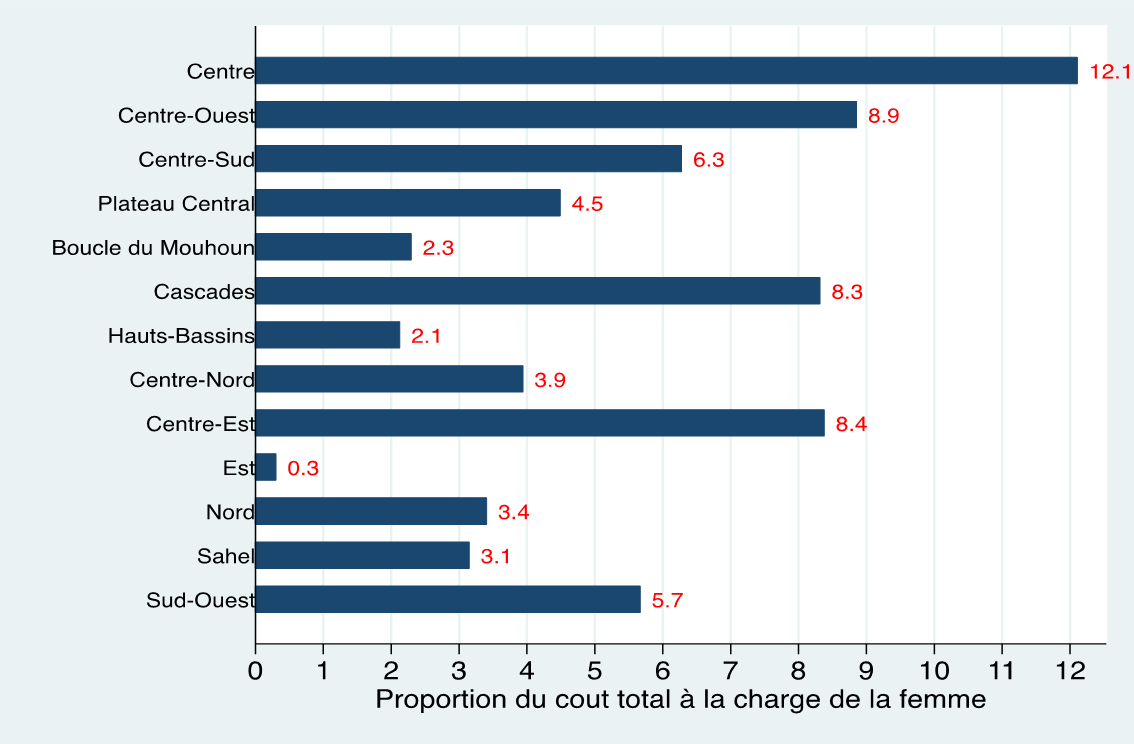 Centre 12.1
Centre-Ouest 8.9
Centre-Sud 6.3
Plateau Central 4.5
Boucle du Mouhoun 2.3
Cascades 8.3
Hauts-Bassins 2.1
Centre-Nord 3.9
Centre-Est 8.4
Est 0.3
Nord 3.4
Sahel 3.1
Sud-Ouest 5.7
0 1 2 3 4 5 6 7 8 9 10 11 12
Proportion du cout total à la charge de la femme